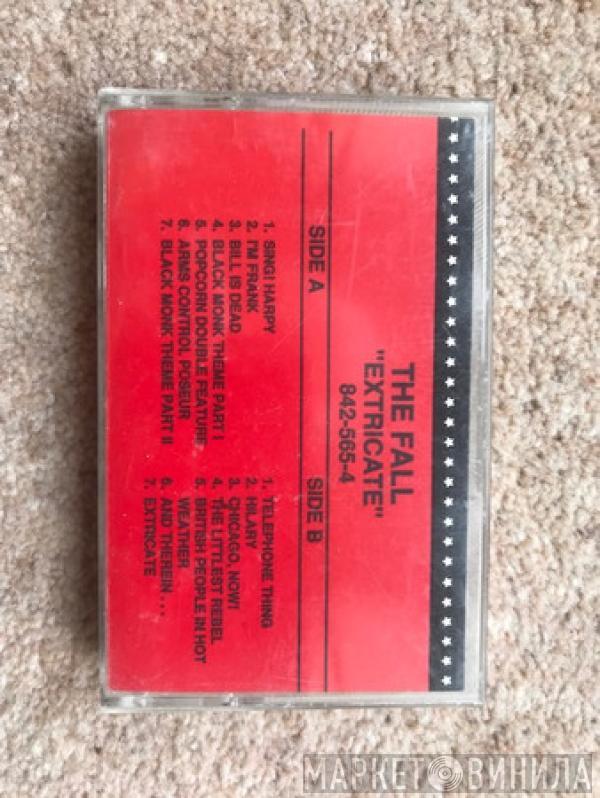 THE FALL
"EXTRICATE"
842-565-4
SIDE A
1. SING! HARPY
2. I'M FRANK
3. BILL IS DEAD
4. BLACK MONK THEME PART I
5. POPCORN DOUBLE FEATURE
6. ARMS CONTROL POSEUR
7. BLACK MONK THEME PART II
SIDE B
1. TELEPHONE THING
2. HILARY
3. CHICAGO, NOW!
4. THE LITTLEST REBEL
5. BRITISH PEOPLE IN HOT
WEATHER
6. AND THEREIN . . .
7. EXTRICATE
МАРКЕТ ВИНИЛА